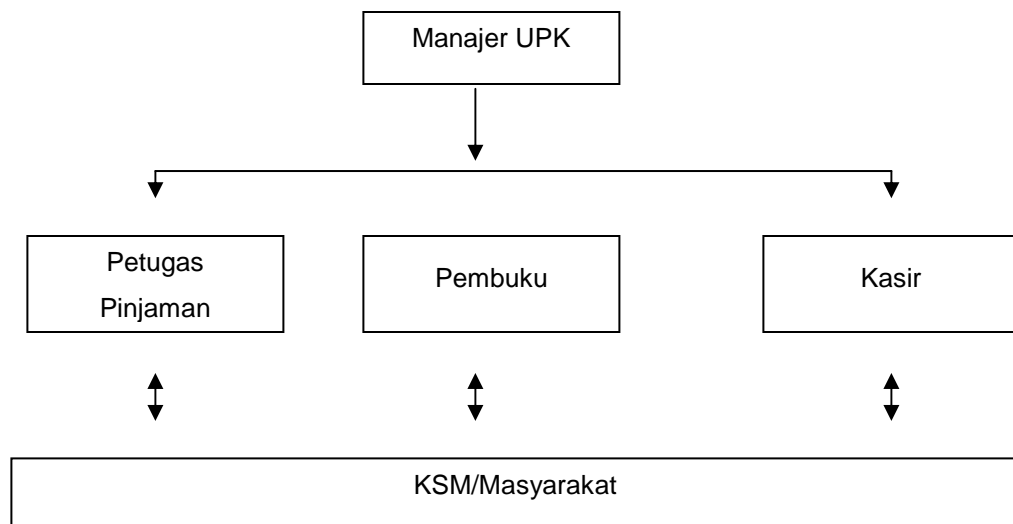 Manajer UPK
Petugas
Pinjaman
Pembuku
Kasir
KSM/Masyarakat